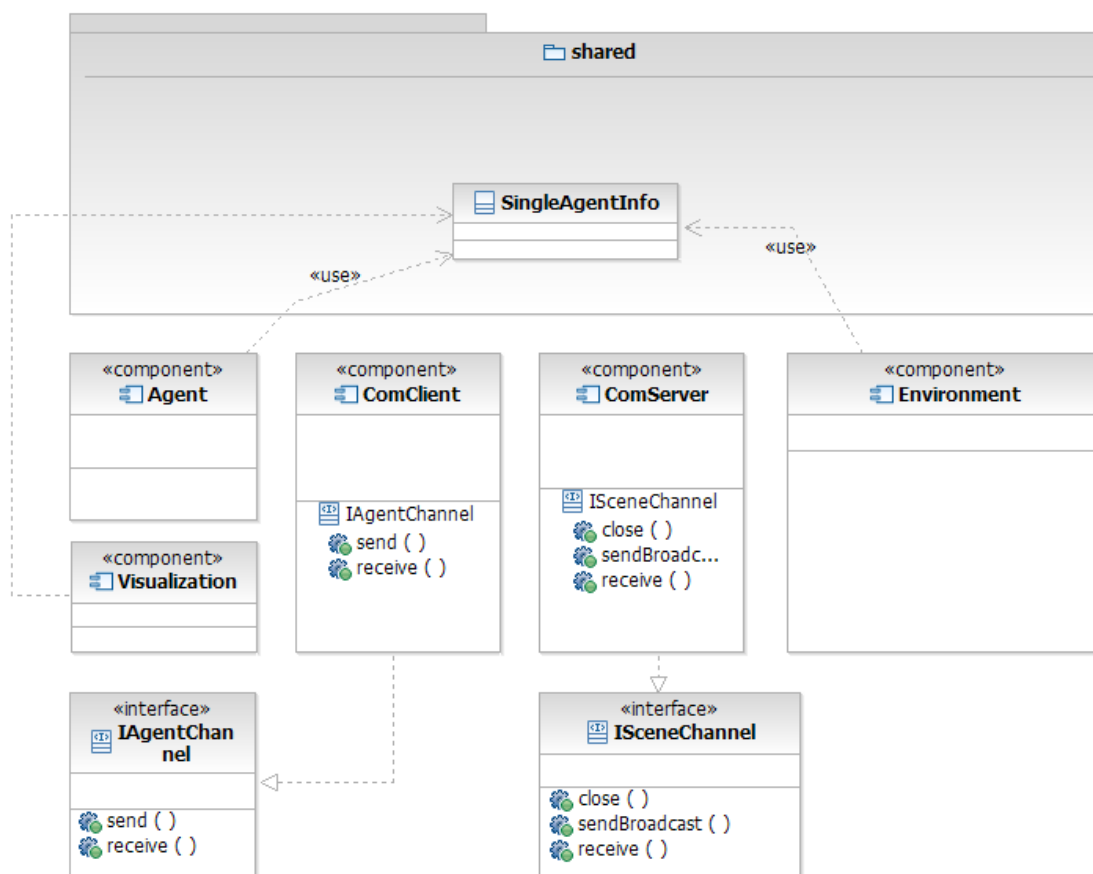 shared
SingleAgentInfo
«use»
«use»
«component»
Agent
«component»
ComClient
IAgentChannel
send ( )
receive ( )
«component»
ComServer
ISceneChannel
close ( )
sendBroadc...
receive ( )
«component»
Environment
«component»
Visualization
«interface»
IAgentChan
nel
send ( )
receive ( )
«interface»
ISceneChannel
close ( )
sendBroadcast ( )
receive ( )